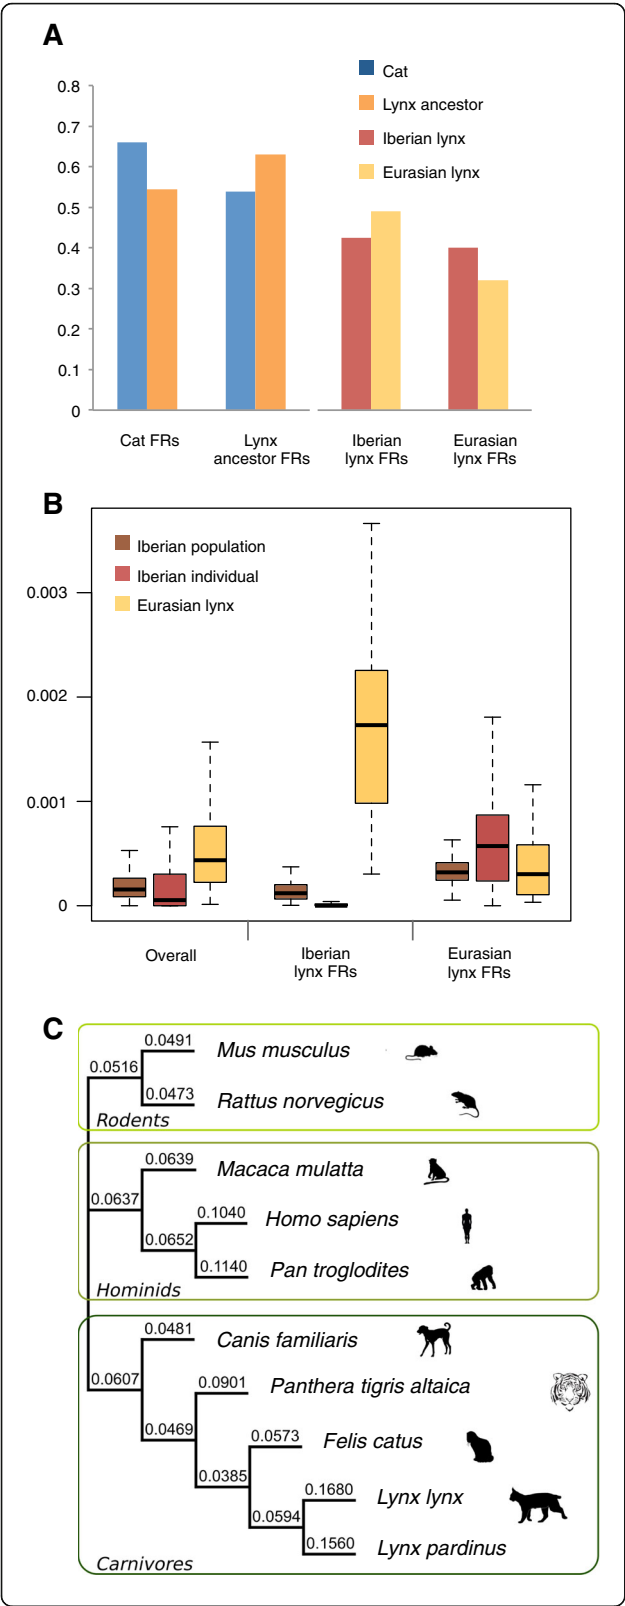 A
Cat
Lynx ancestor
Iberian lynx
Eurasian lynx
0.8
0.7
0.6
0.5
0.4
0.3
0.2
0.1
0
Cat FRs
Lynx
ancestor FRs
Iberian
lynx FRs
Eurasian
lynx FRs
B
Iberian population
Iberian individual
Eurasian lynx
0.003
0.002
0.001
0
Overall
Iberian
lynx FRs
Eurasian
lynx FRs
C
0.0491
Mus musculus
0.0516
0.0473
Rattus norvegicus
Rodents
0.0639
Macaca mulatta
0.0637
0.1040
Homo sapiens
0.0652
0.1140
Pan troglodites
Hominids
0.0481
Canis familiaris
0.0607
0.0901
Panthera tigris altaica
0.0469
0.0573
Felis catus
0.0385
0.1680
Lynx lynx
0.0594
0.1560
Lynx pardinus
Carnivores